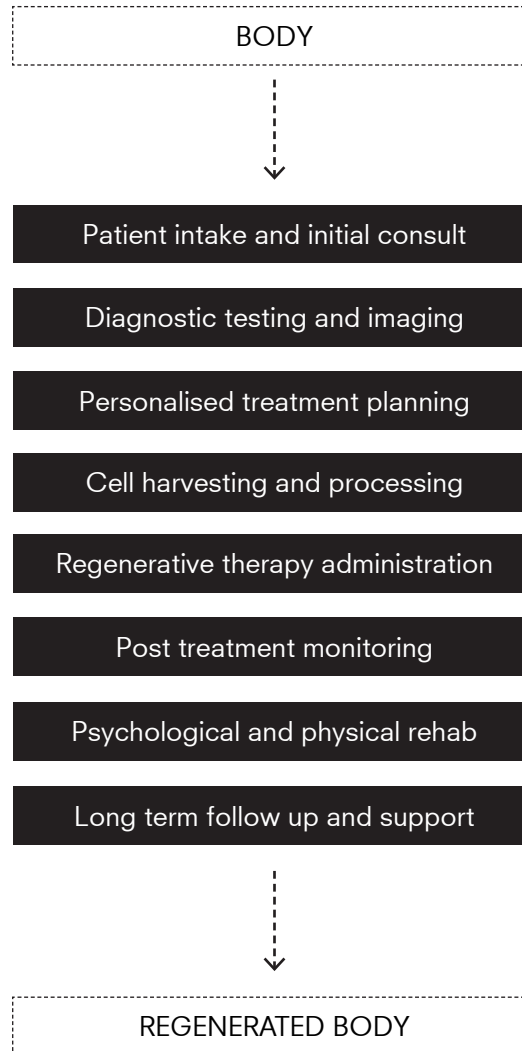 BODY
Patient intake and initial consult
Diagnostic testing and imaging
Personalised treatment planning
Cell harvesting and processing
Regenerative therapy administration
Post treatment monitoring
Psychological and physical rehab
Long term follow up and support
REGENERATED BODY